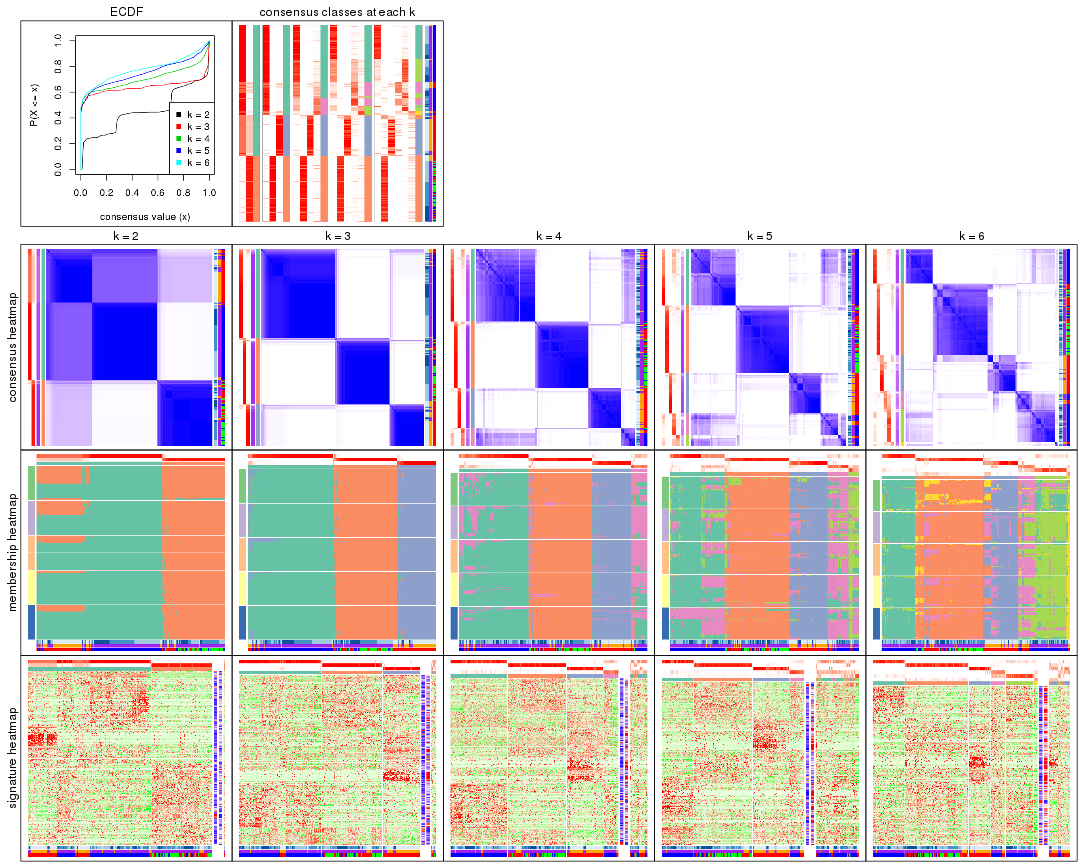 ECDF
consensus classes at each k
P(X <= x)
1.0
0.8
0.6
0.4
0.2
0.0
k = 2
k = 3
k = 4
k = 5
k = 6
0.0 0.2 0.4 0.6 0.8 1.0
consensus value (x)
k = 2
k = 3
k = 4
k = 5
k = 6
consensus heatmap
membership heatmap
signature heatmap